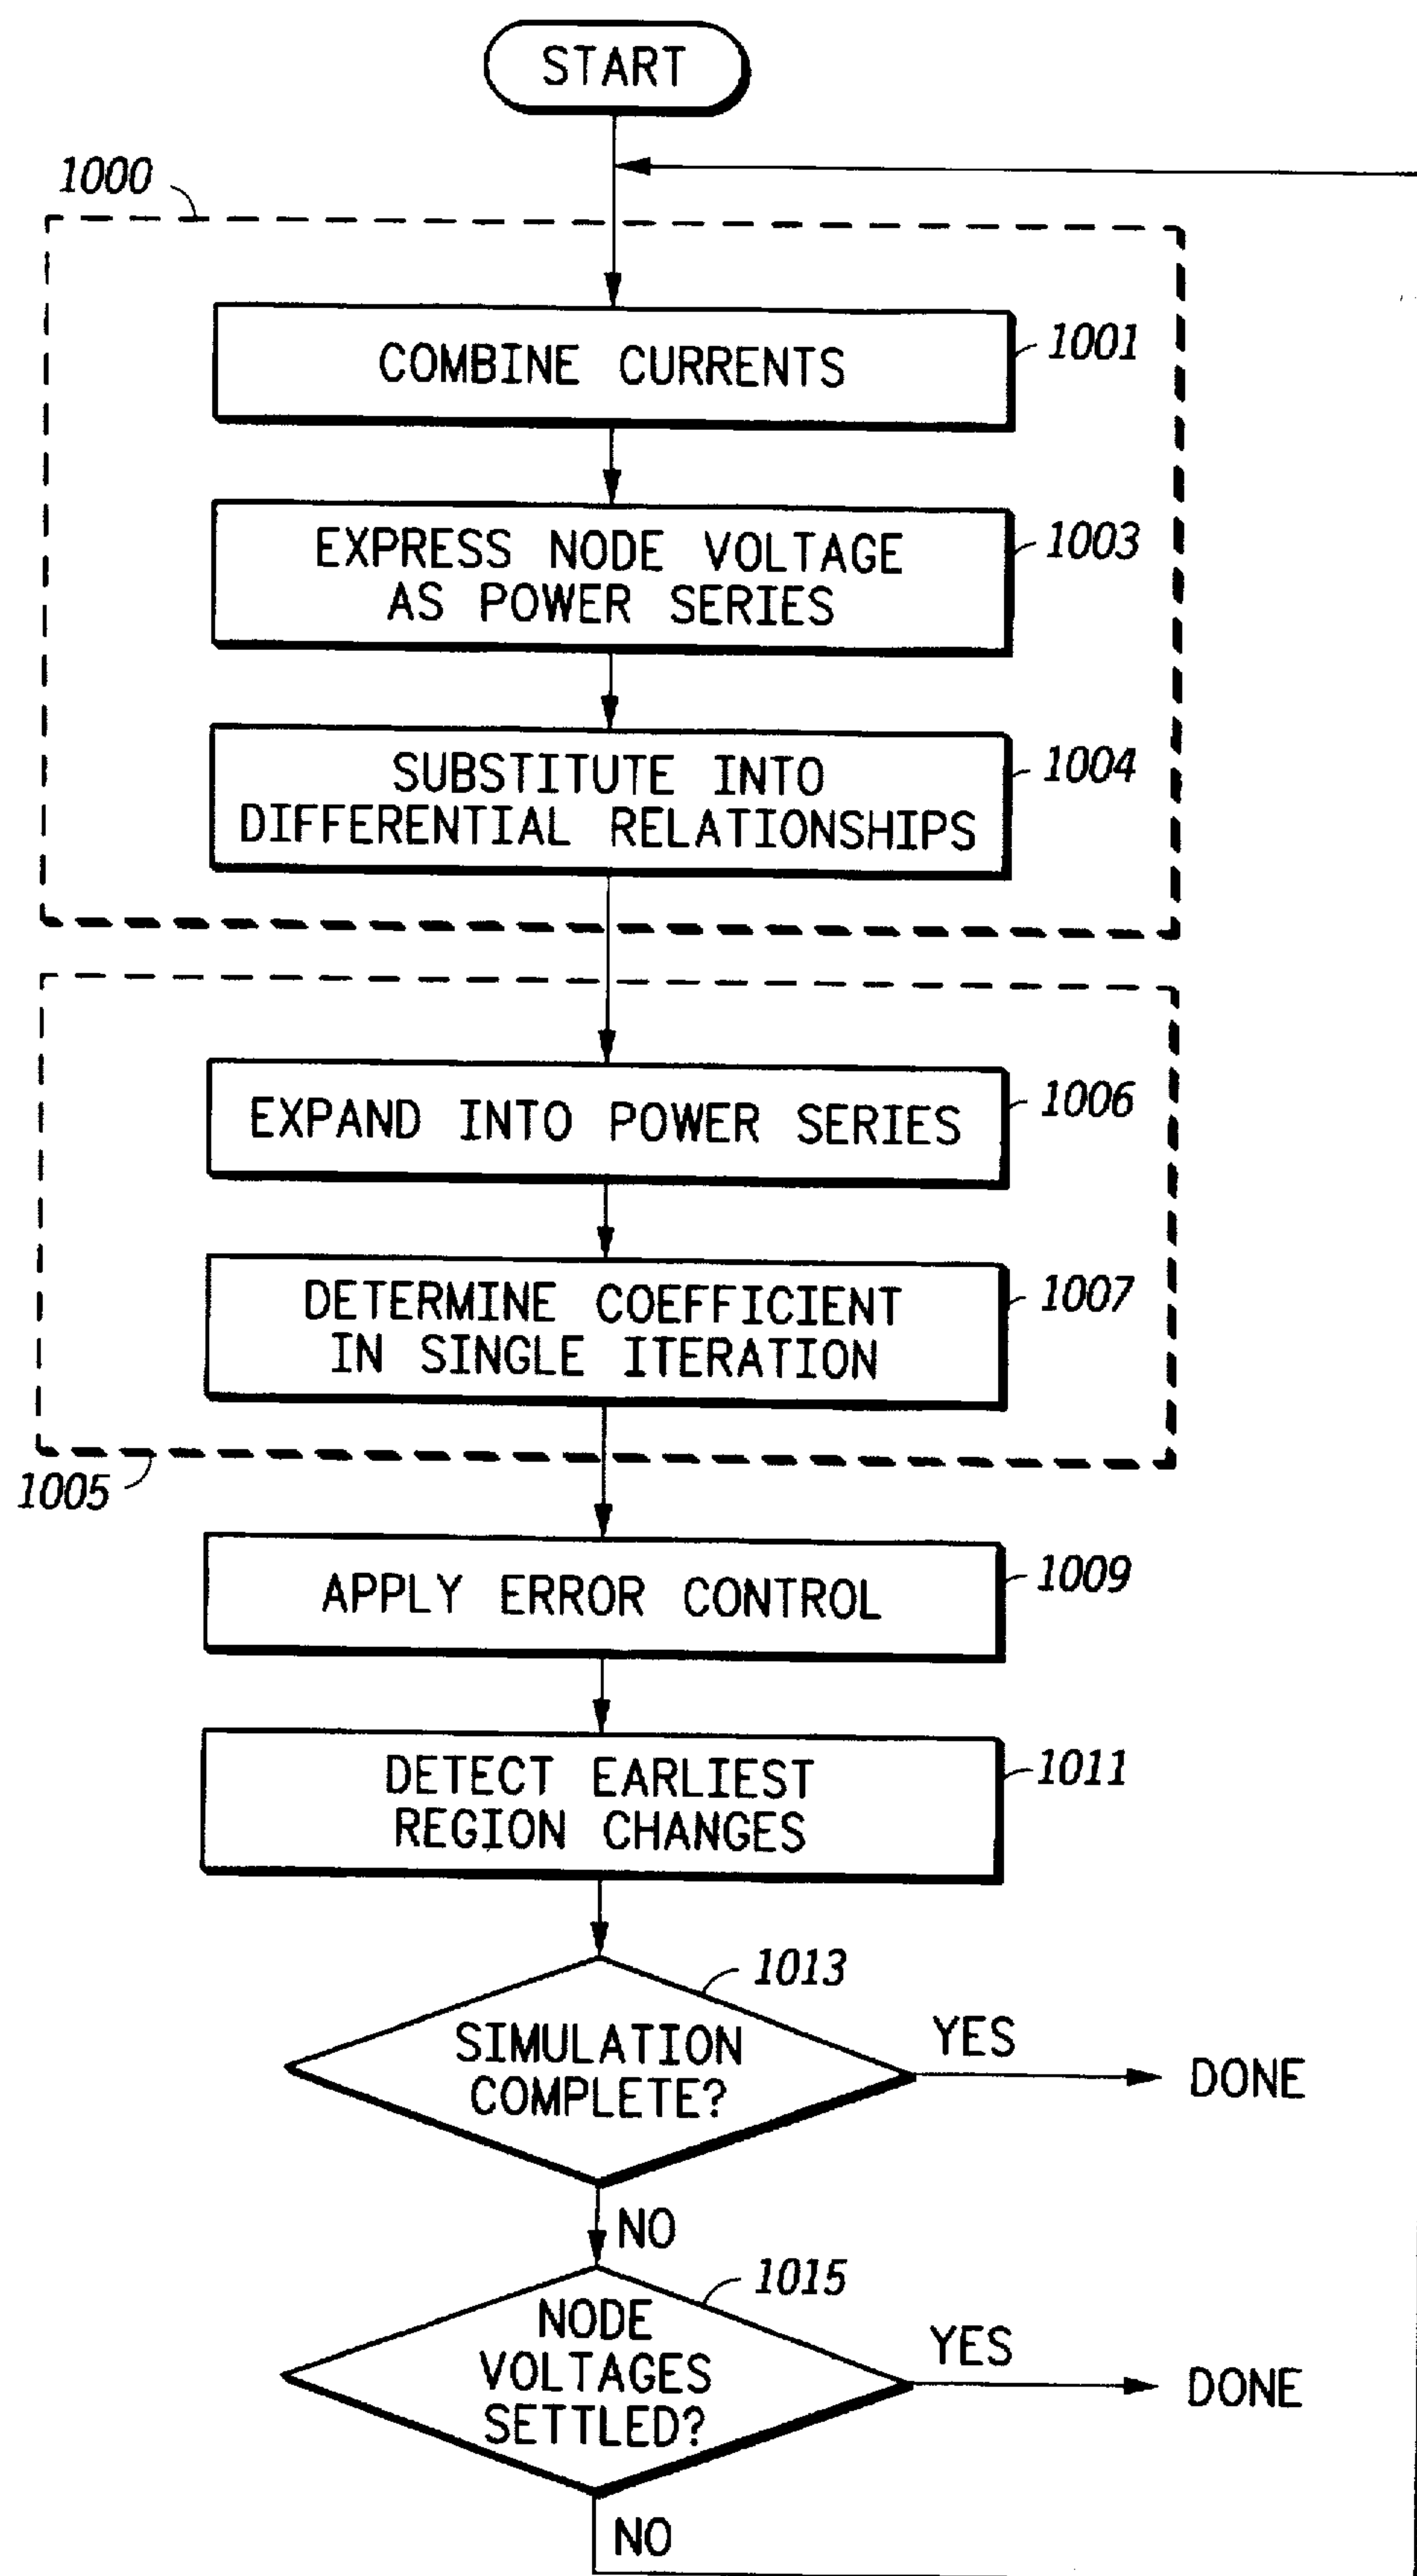 START
1000
COMBINE CURRENTS
1001
EXPRESS NODE VOLTAGE
AS POWER SERIES
1003
SUBSTITUTE INTO
DIFFERENTIAL RELATIONSHIPS
1004
EXPAND INTO POWER SERIES
1006
DETERMINE COEFFICIENT
IN SINGLE ITERATION
1007
1005
APPLY ERROR CONTROL
1009
DETECT EARLIEST
REGION CHANGES
1011
1013
SIMULATION
COMPLETE?
YES
DONE
NO
1015
NODE
VOLTAGES
SETTLED?
YES
DONE
NO